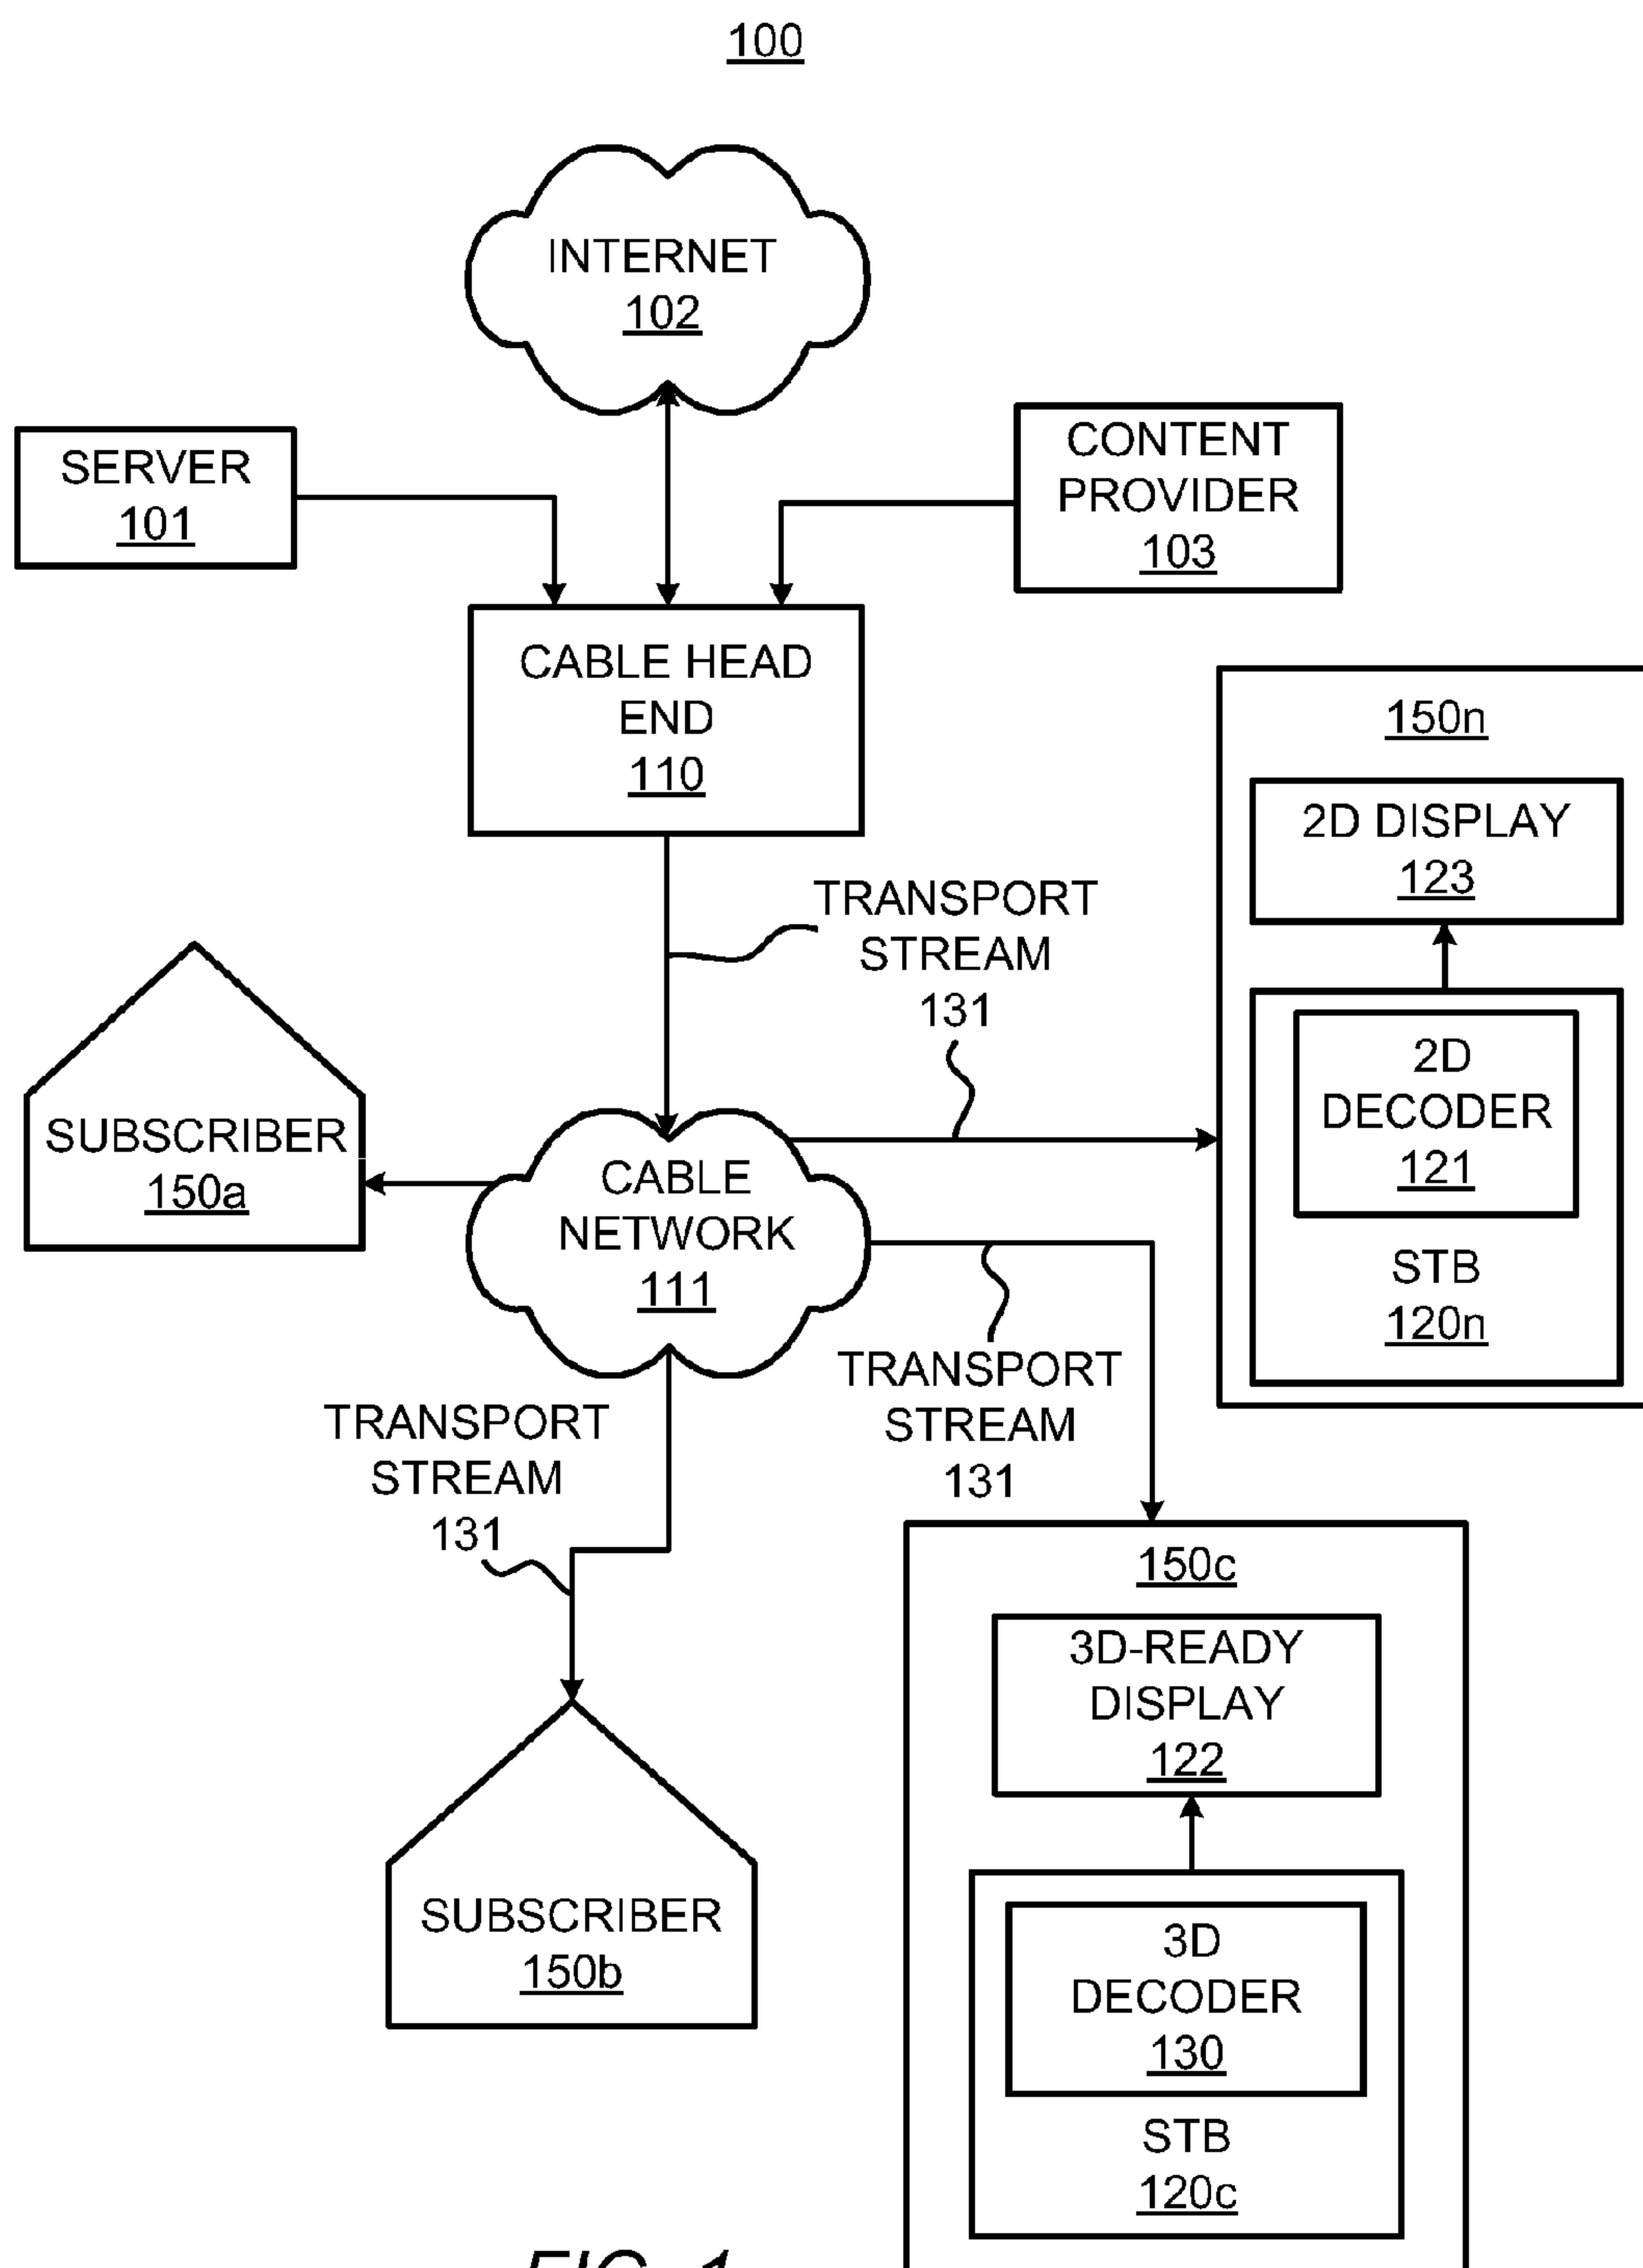 100
INTERNET
102
SERVER
101
CONTENT
PROVIDER
103
CABLE HEAD
END
110
150n
2D DISPLAY
123
TRANSPORT
STREAM
131
2D
DECODER
121
STB
120n
SUBSCRIBER
150a
CABLE
NETWORK
111
TRANSPORT
STREAM
131
TRANSPORT
STREAM
131
150c
3D-READY
DISPLAY
122
SUBSCRIBER
150b
3D
DECODER
130
STB
120c
FIG. 1